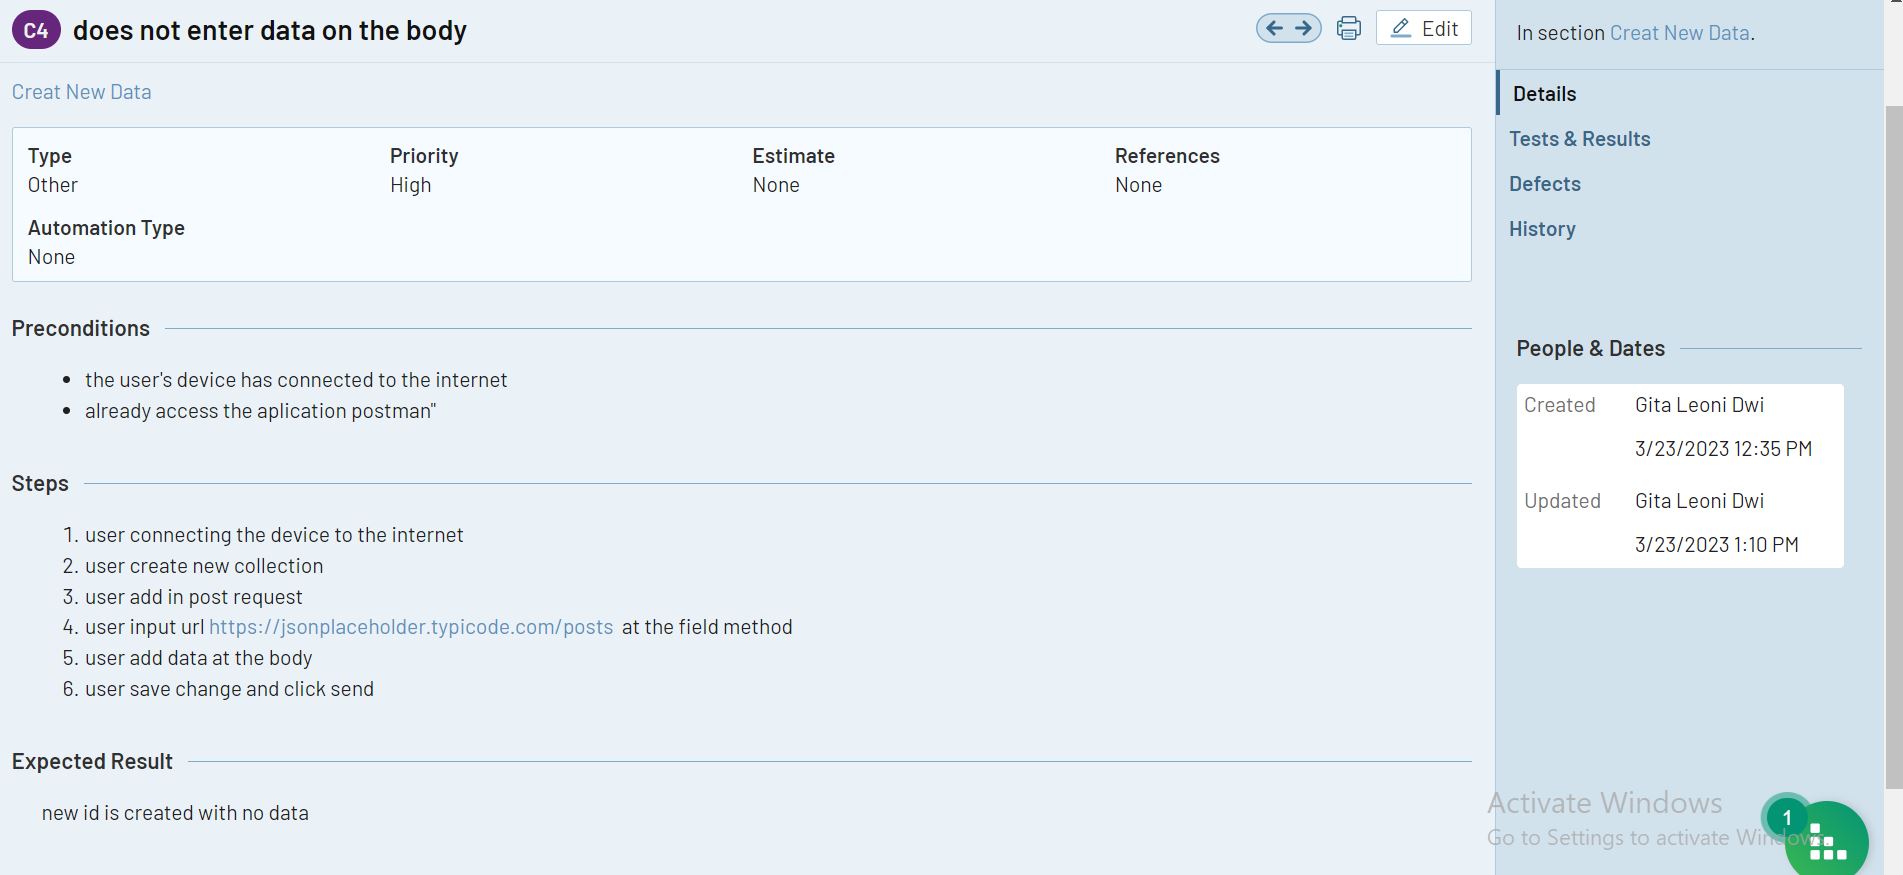 C4 does not enter data on the body
Edit
Creat New Data
Type Priority Estimate References
Other High None None
Automation Type
None
Preconditions
• the user's device has connected to the internet
• already access the aplication postman"
Steps
1. user connecting the device to the internet
2. user create new collection
3. user add in post request
4. user input url https://jsonplaceholder.typicode.com/posts at the field method
5. user add data at the body
6. user save change and click send
Expected Result
new id is created with no data
In section Creat New Data.
Details
Tests & Results
Defects
History
People & Dates
Created Gita Leoni Dwi
3/23/2023 12:35 PM
Updated Gita Leoni Dwi
3/23/2023 1:10 PM
Activate Windows
Go to Settings to activate Windows.
1